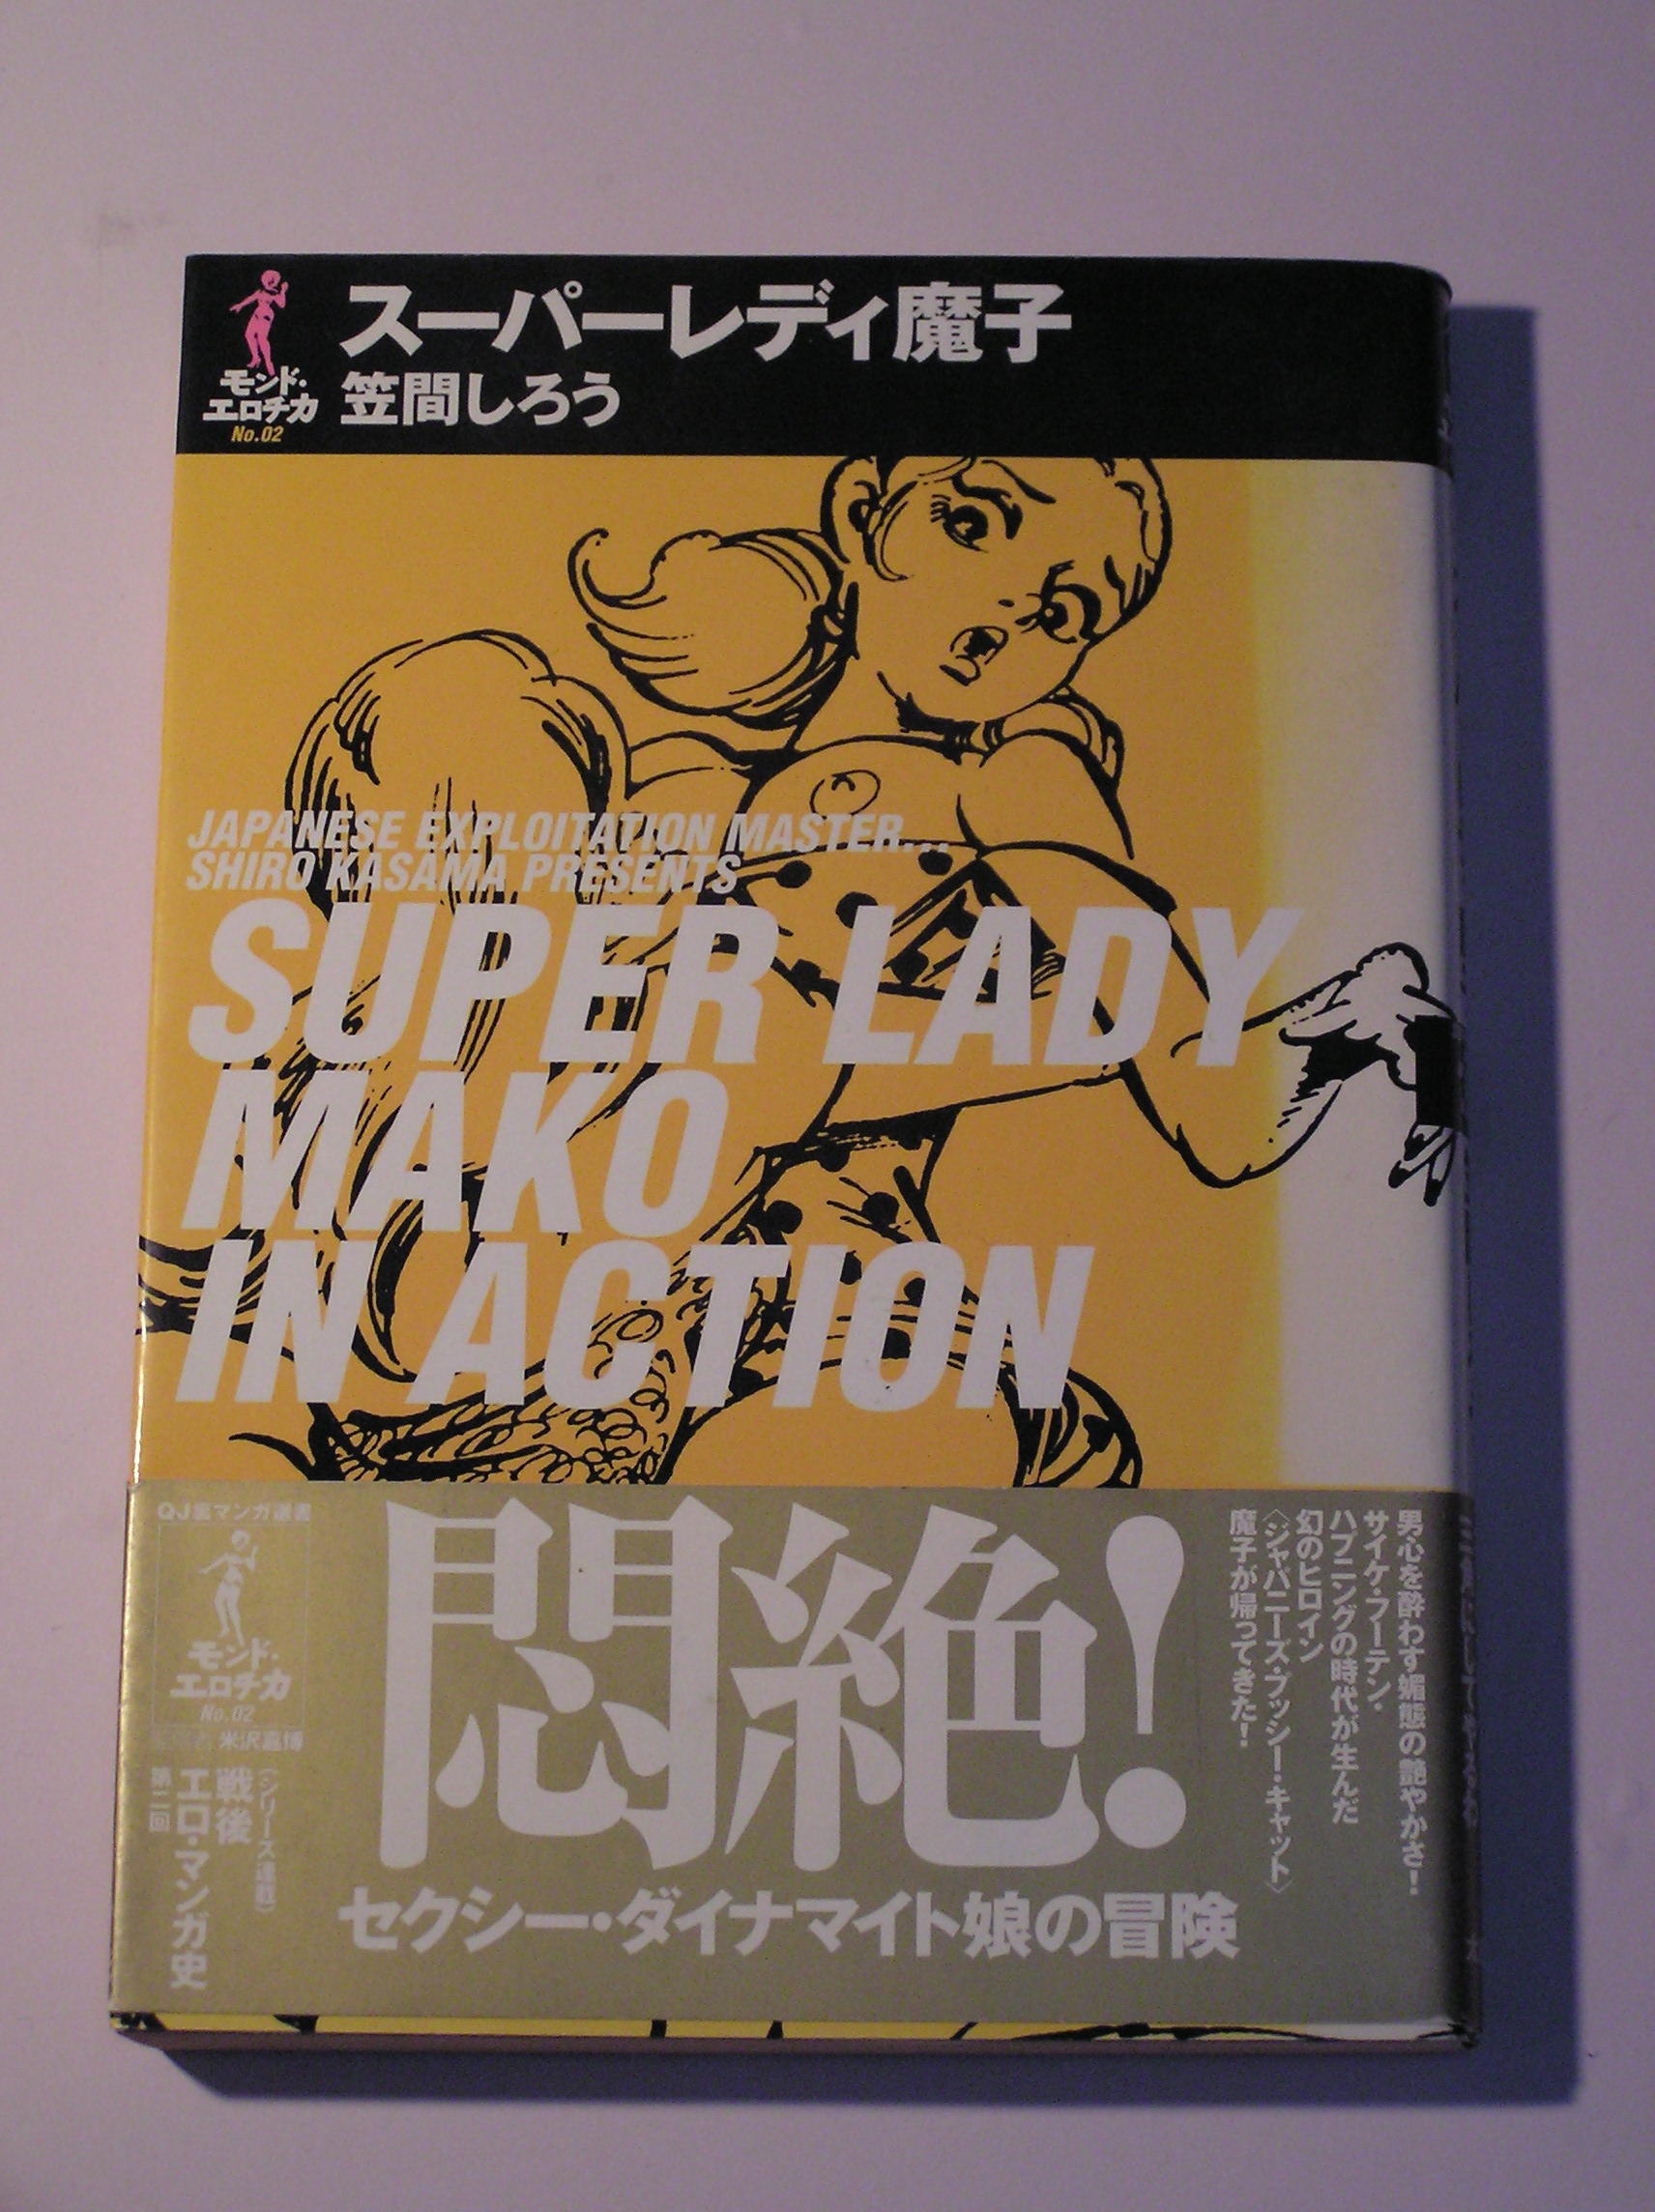 スーパーレディ魔子
笠間しろう
モンド・
エロチカ
No.02
JAPANESE EXPLOITATION MASTER...
SHIRO KASAMA PRESENTS
SUPER LADY
MAKO
IN ACTION
男心を酔わす媚態の艶やかさ!
サイケ・フーテン・
ハプニングの時代が生んだ
幻のヒロイン
〈ジャパニーズ・プッシー・キャット〉
魔子が帰ってきた!
悶絶!
セクシー・ダイナマイト娘の冒険
QJ裏マンガ選書
モンド・
エロチカ
No.02
米沢嘉博
〈シリーズ連載〉
戦後
エロ・マンガ史
第二回